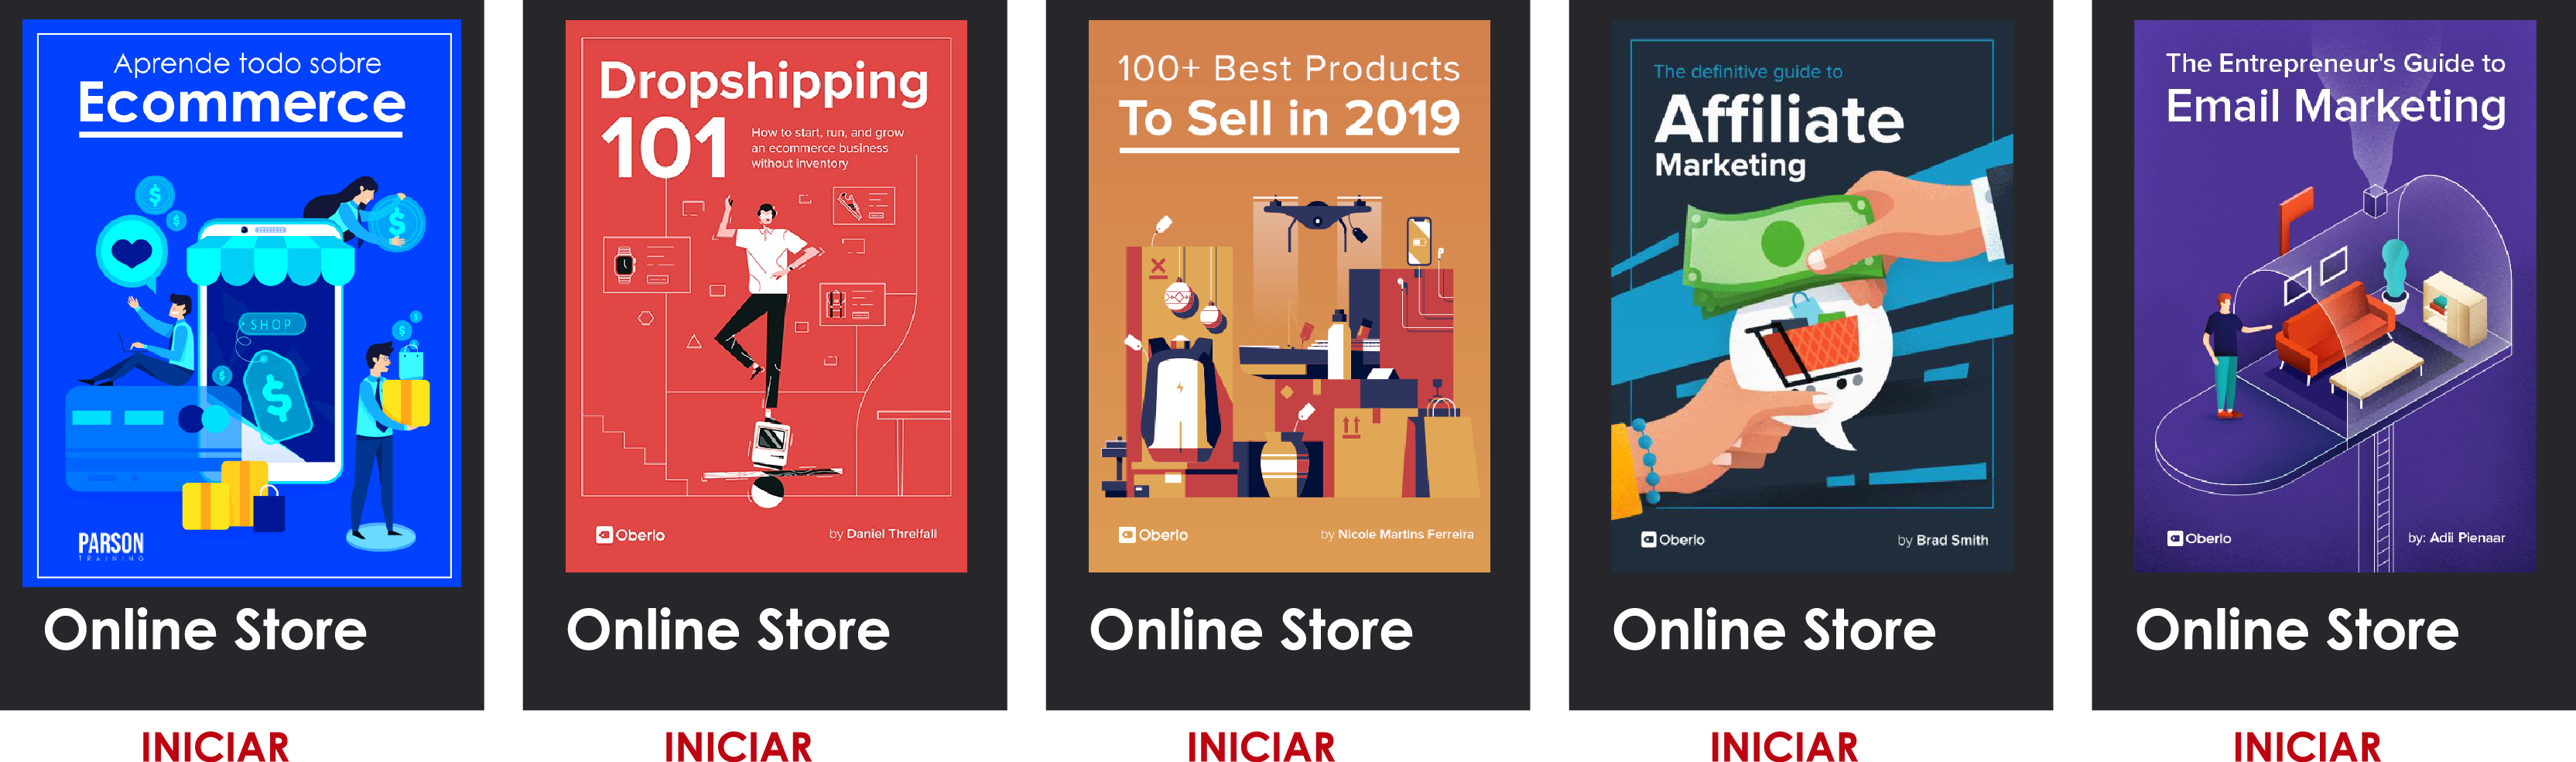 Aprende todo sobre
Ecommerce
$
$
$
SHOP
$
$
$
$
PARSON
TRAINING
Online Store
INICIAR
Dropshipping
101
How to start, run, and grow
an ecommerce business
without inventory
Oberlo
by Daniel Threlfall
Online Store
INICIAR
100+ Best Products
To Sell in 2019
Oberlo
by Nicole Martins Ferreira
Online Store
INICIAR
The definitive guide to
Affiliate
Marketing
Oberlo
by Brad Smith
Online Store
INICIAR
The Entrepreneur's Guide to
Email Marketing
Oberlo
by: Adii Pienaar
Online Store
INICIAR